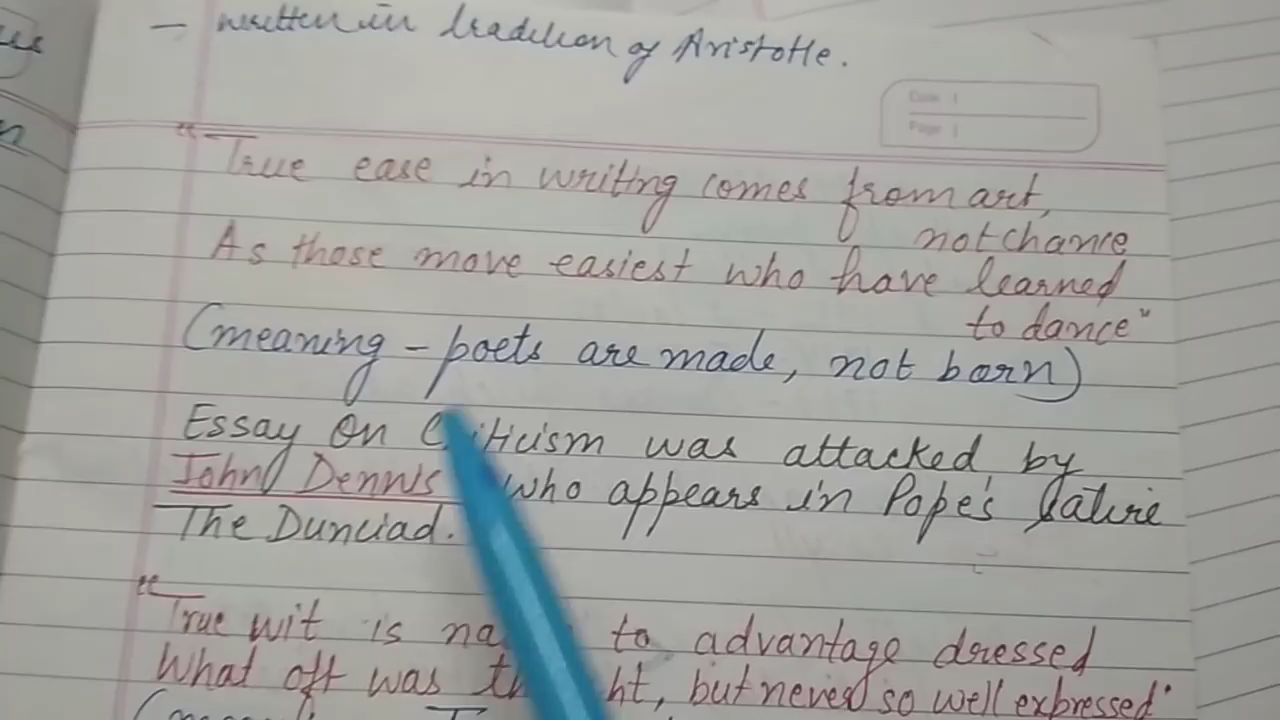 – written in tradition of Aristotle.
Date :
Page :
"True ease in writing comes from art,
not chance
As those move easiest who have learned
to dance"
(meaning - poets are made, not born)
Essay On Criticism was attacked by
John Dennis who appears in Pope's satire
The Dunciad.
"True wit is to advantage dressed
What oft was but never so well expressed"